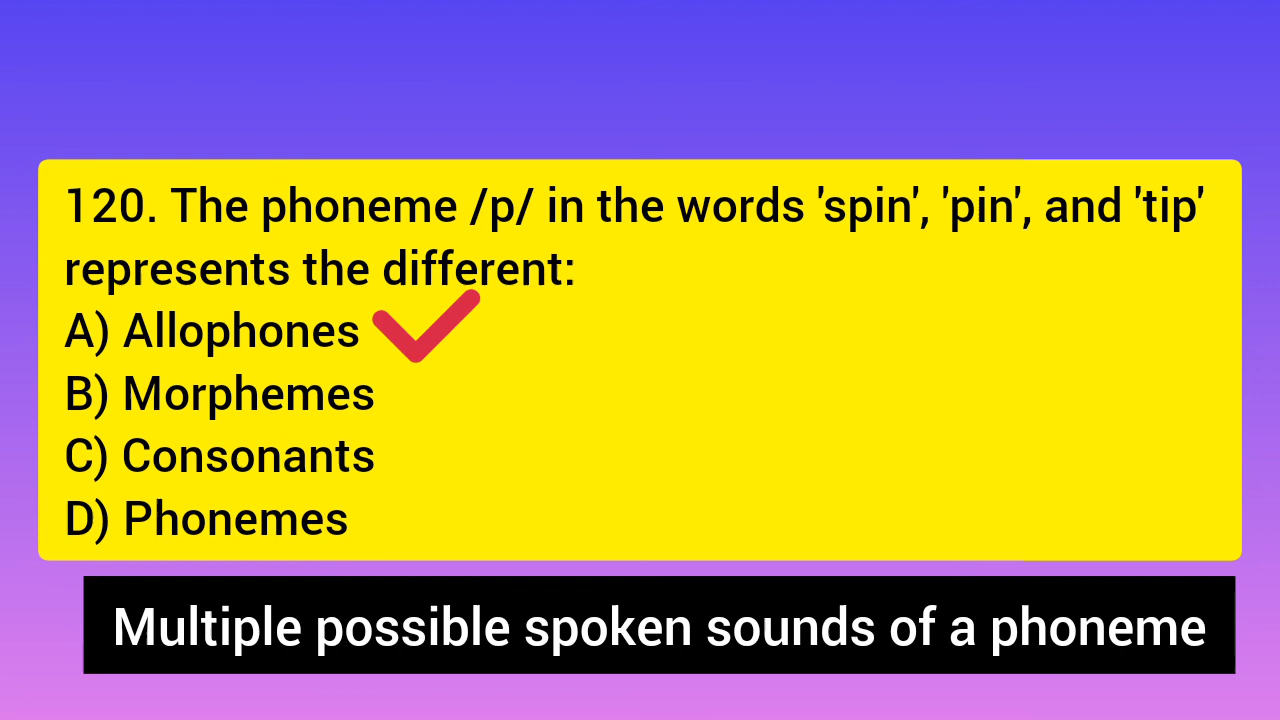 120. The phoneme /p/ in the words 'spin', 'pin', and 'tip'
represents the different:
A) Allophones
B) Morphemes
C) Consonants
D) Phonemes
Multiple possible spoken sounds of a phoneme